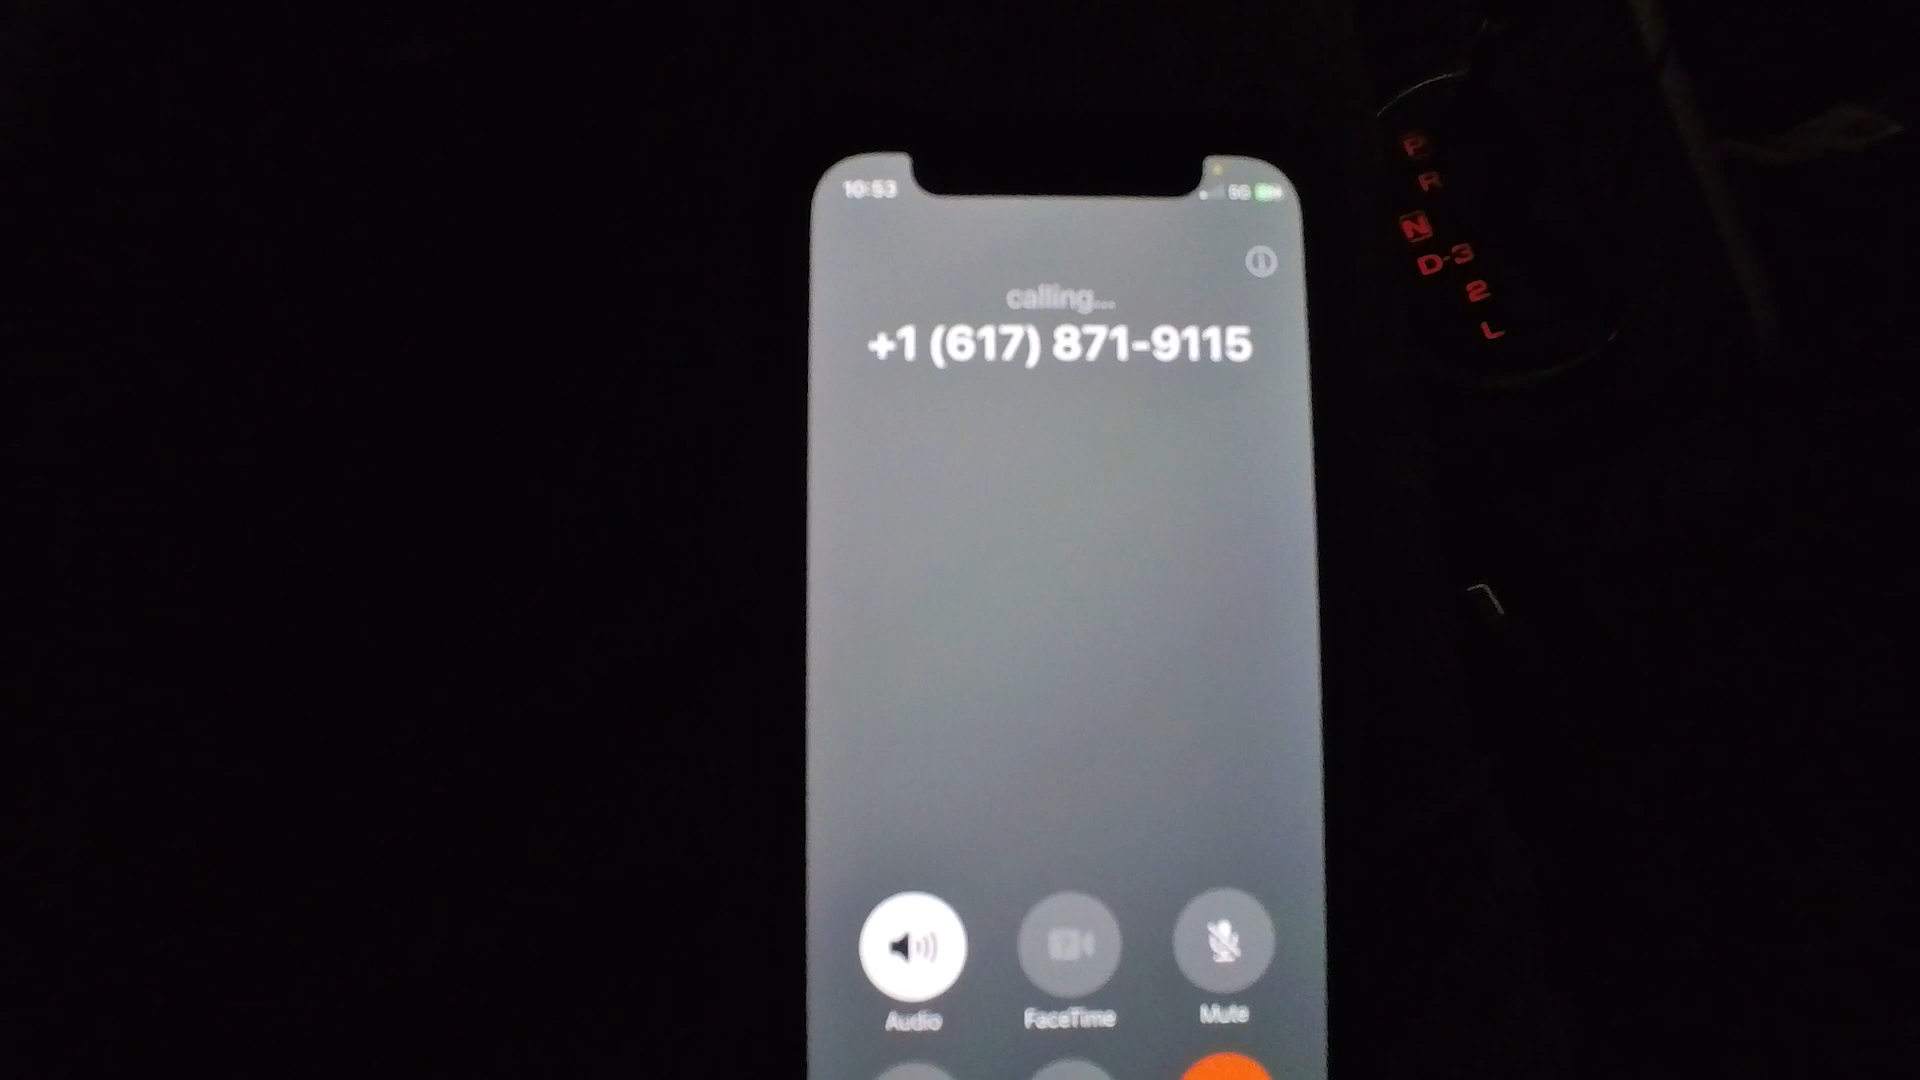 10:53
5G
calling...
+1 (617) 871-9115
Audio
FaceTime
Mute
P
R
N
D-3
2
L